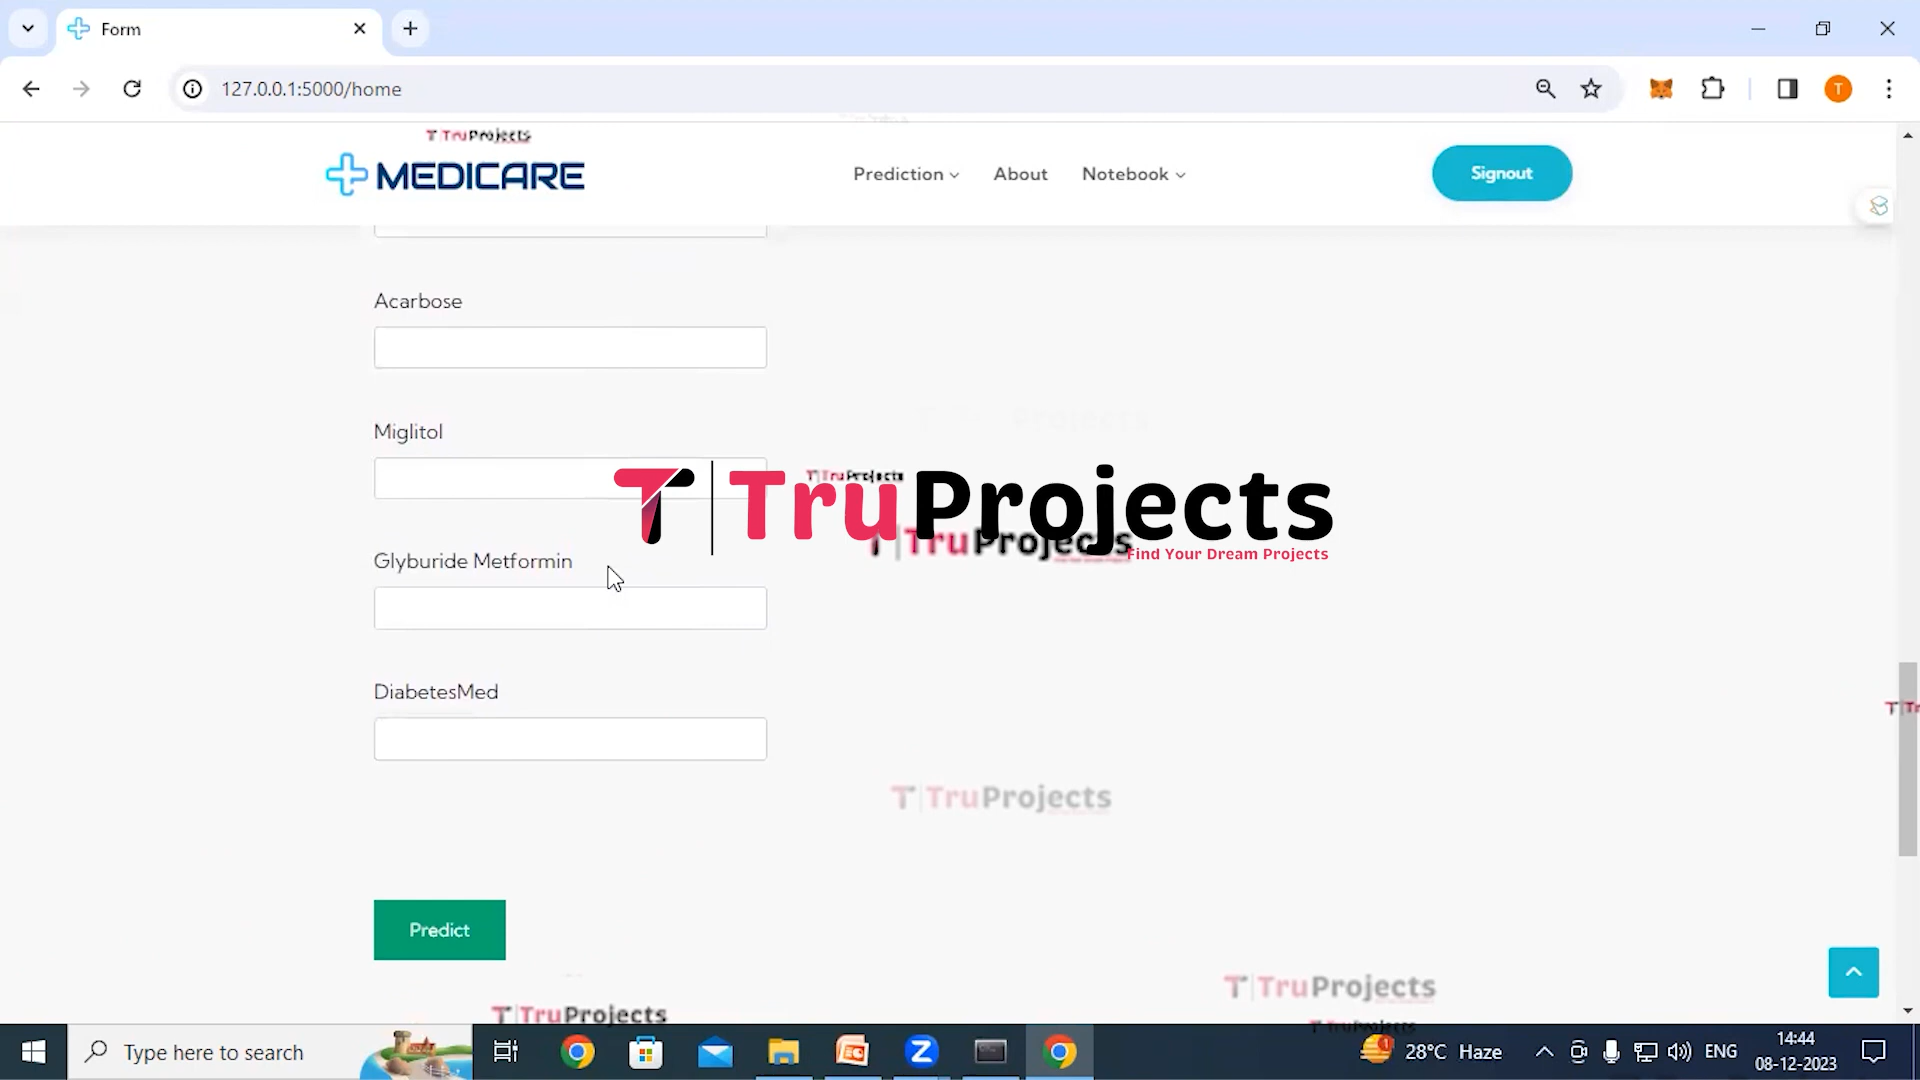 Form
127.0.0.1:5000/home
TruProjects
MEDICARE
Prediction
About
Notebook
Signout
Acarbose
Miglitol
TruProjects
TruProjects
TruProjects
Find Your Dream Projects
Glyburide Metformin
DiabetesMed
TruProjects
Predict
TruProjects
TruProjects
TruProjects
Type here to search
28°C Haze
ENG
14:44
08-12-2023